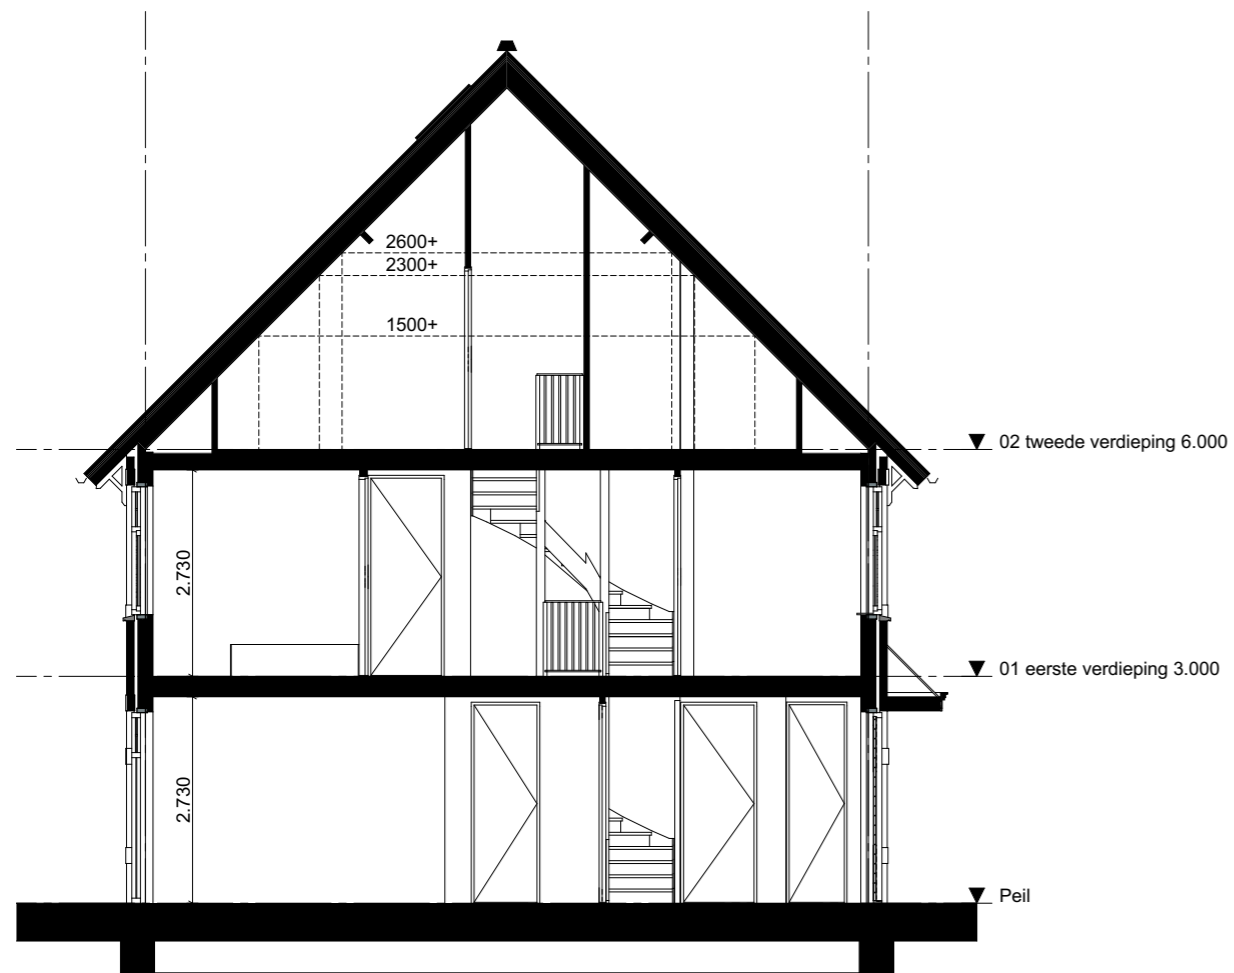 2600+
2300+
1500+
02 tweede verdieping 6.000
2.730
01 eerste verdieping 3.000
2.730
Peil